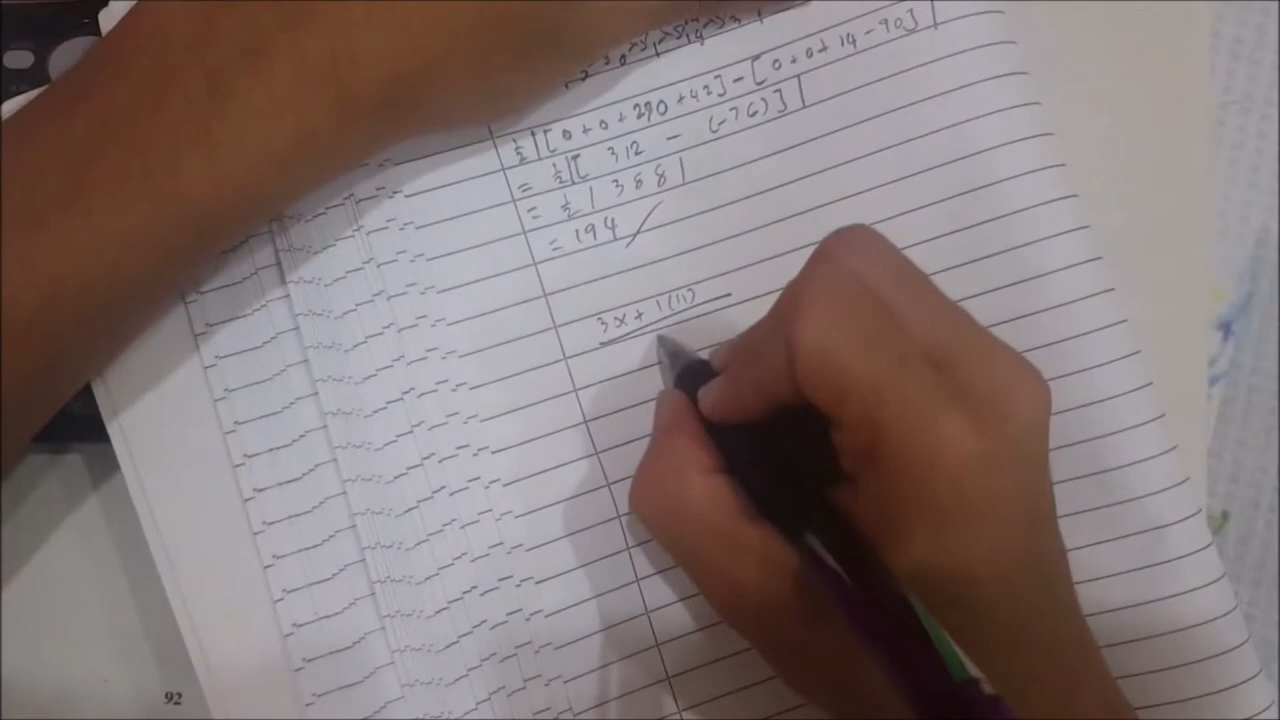 ½|[0+0+270+42]-[0+0+14-90]|
= ½|[ 312 - (-76)]|
= ½|388|
= 194
3x+1(11)
92